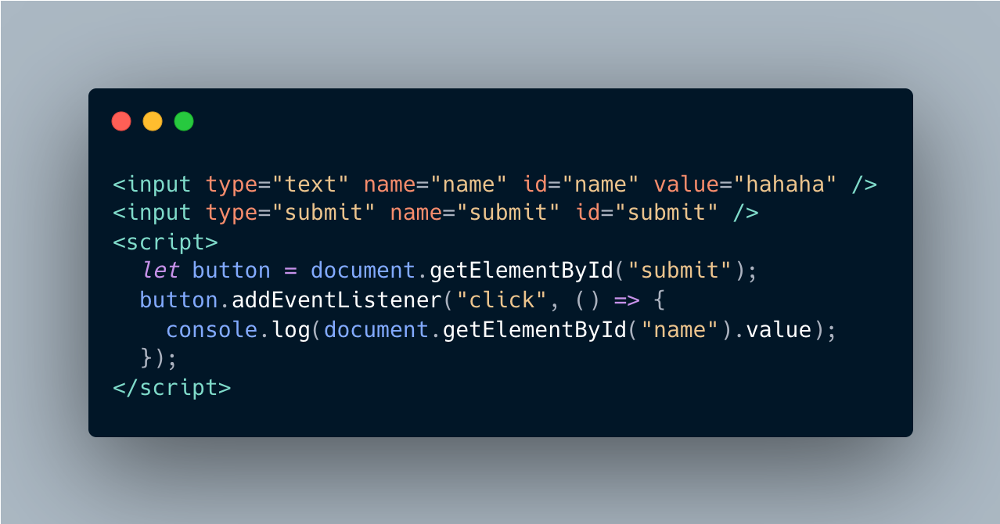 <input type="text" name="name" id="name" value="hahaha" />
<input type="submit" name="submit" id="submit" />
<script>
  let button = document.getElementById("submit");
  button.addEventListener("click", () => {
    console.log(document.getElementById("name").value);
  });
</script>